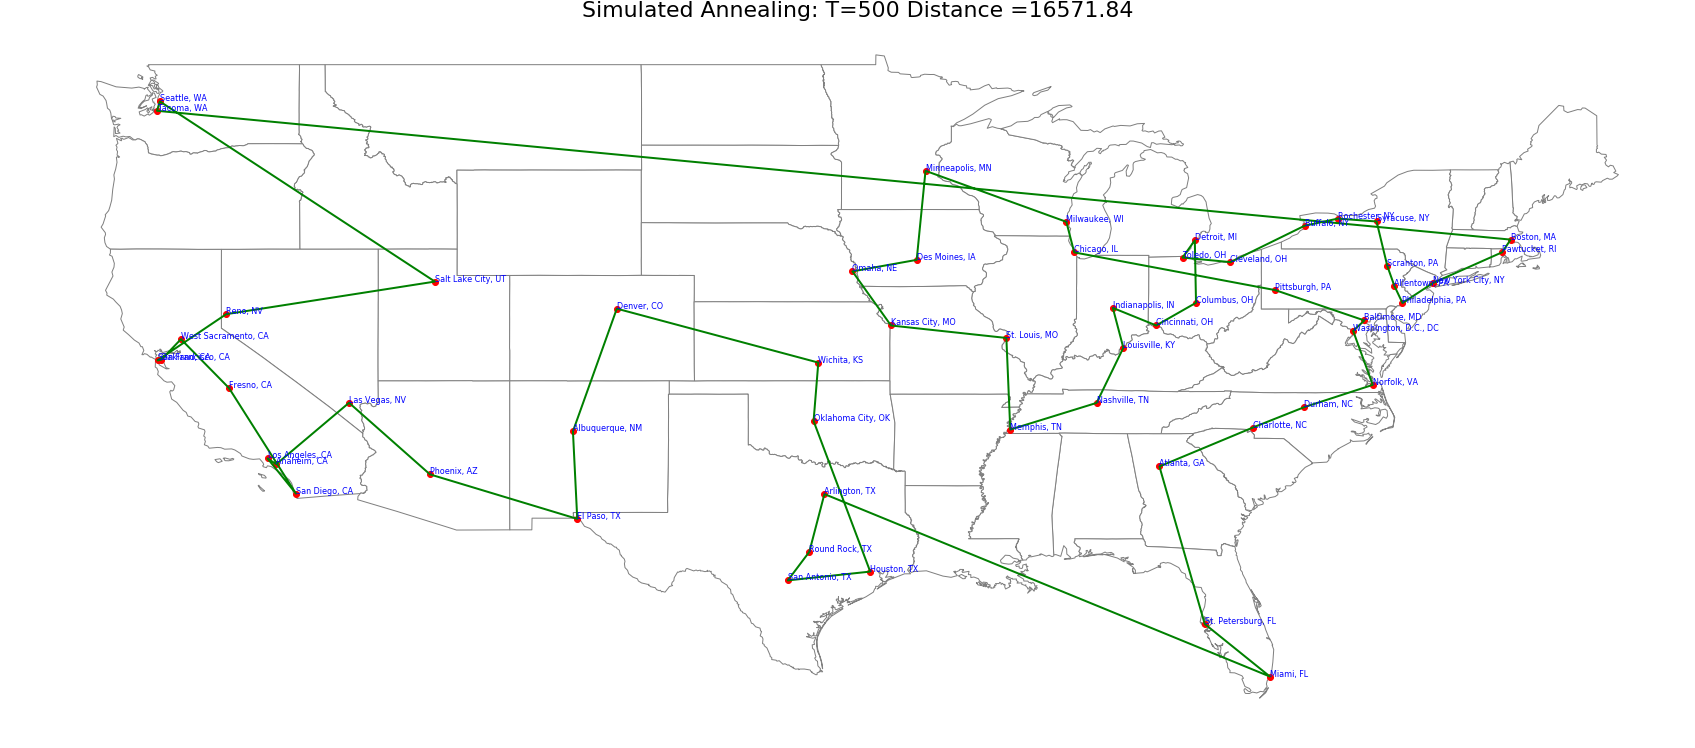 Simulated Annealing: T=500 Distance =16571.84
Seattle, WA
Tacoma, WA
Minneapolis, MN
Milwaukee, WI
Rochester, NY
Syracuse, NY
Buffalo, NY
Detroit, MI
Boston, MA
Chicago, IL
Pawtucket, RI
Toledo, OH
Des Moines, IA
Cleveland, OH
Scranton, PA
Omaha, NE
Salt Lake City, UT
Allentown, PA
New York City, NY
Pittsburgh, PA
Columbus, OH
Philadelphia, PA
Denver, CO
Indianapolis, IN
Reno, NV
Baltimore, MD
Kansas City, MO
Cincinnati, OH
Washington, D.C., DC
West Sacramento, CA
St. Louis, MO
Louisville, KY
San Francisco, CA
Wichita, KS
Fresno, CA
Norfolk, VA
Las Vegas, NV
Nashville, TN
Durham, NC
Oklahoma City, OK
Albuquerque, NM
Memphis, TN
Charlotte, NC
Los Angeles, CA
Anaheim, CA
Atlanta, GA
Phoenix, AZ
San Diego, CA
Arlington, TX
El Paso, TX
Round Rock, TX
Houston, TX
San Antonio, TX
St. Petersburg, FL
Miami, FL